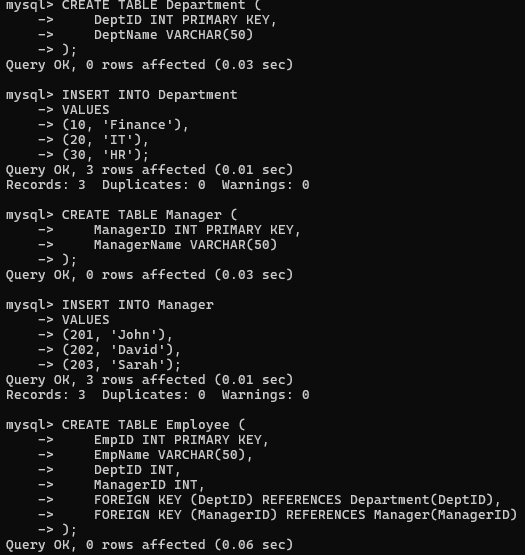 mysql> CREATE TABLE Department (
    ->     DeptID INT PRIMARY KEY,
    ->     DeptName VARCHAR(50)
    -> );
Query OK, 0 rows affected (0.03 sec)

mysql> INSERT INTO Department
    -> VALUES
    -> (10, 'Finance'),
    -> (20, 'IT'),
    -> (30, 'HR');
Query OK, 3 rows affected (0.01 sec)
Records: 3  Duplicates: 0  Warnings: 0

mysql> CREATE TABLE Manager (
    ->     ManagerID INT PRIMARY KEY,
    ->     ManagerName VARCHAR(50)
    -> );
Query OK, 0 rows affected (0.03 sec)

mysql> INSERT INTO Manager
    -> VALUES
    -> (201, 'John'),
    -> (202, 'David'),
    -> (203, 'Sarah');
Query OK, 3 rows affected (0.01 sec)
Records: 3  Duplicates: 0  Warnings: 0

mysql> CREATE TABLE Employee (
    ->     EmpID INT PRIMARY KEY,
    ->     EmpName VARCHAR(50),
    ->     DeptID INT,
    ->     ManagerID INT,
    ->     FOREIGN KEY (DeptID) REFERENCES Department(DeptID),
    ->     FOREIGN KEY (ManagerID) REFERENCES Manager(ManagerID)
    -> );
Query OK, 0 rows affected (0.06 sec)